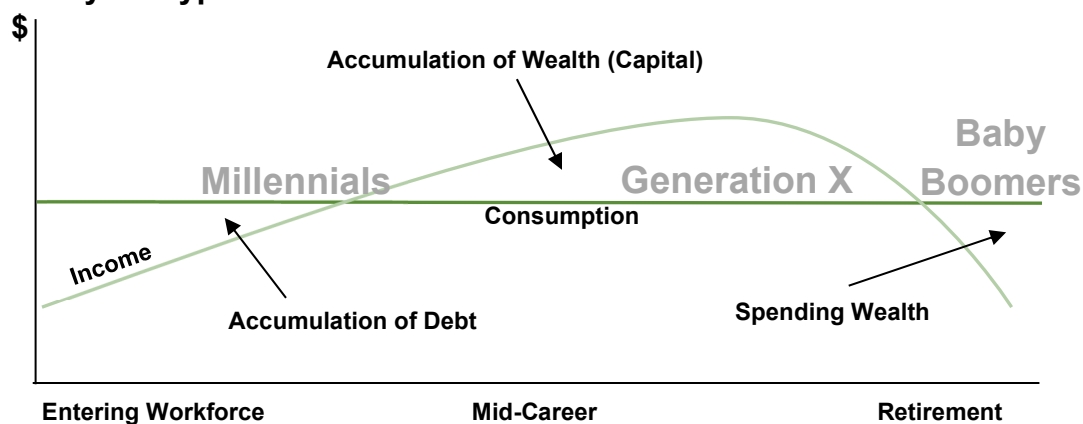 $
Accumulation of Wealth (Capital)
Baby
Boomers
Millennials
Generation X
Consumption
Income
Accumulation of Debt
Spending Wealth
Entering Workforce
Mid-Career
Retirement